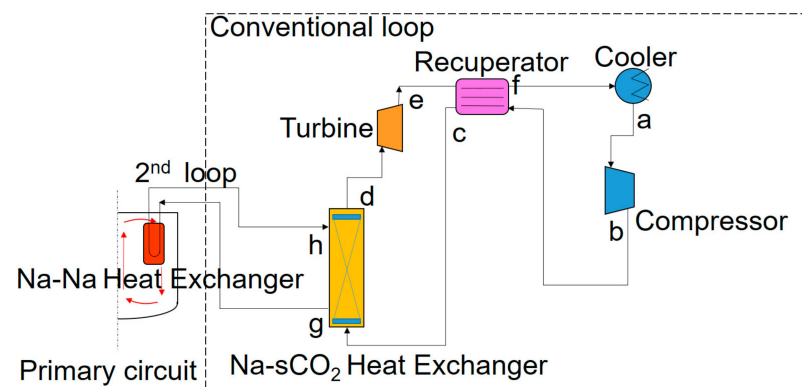 Conventional loop
Recuperator
Cooler
f
e
a
Turbine
c
2nd loop
d
Compressor
b
h
Na-Na Heat Exchanger
g
Primary circuit
Na-sCO₂ Heat Exchanger